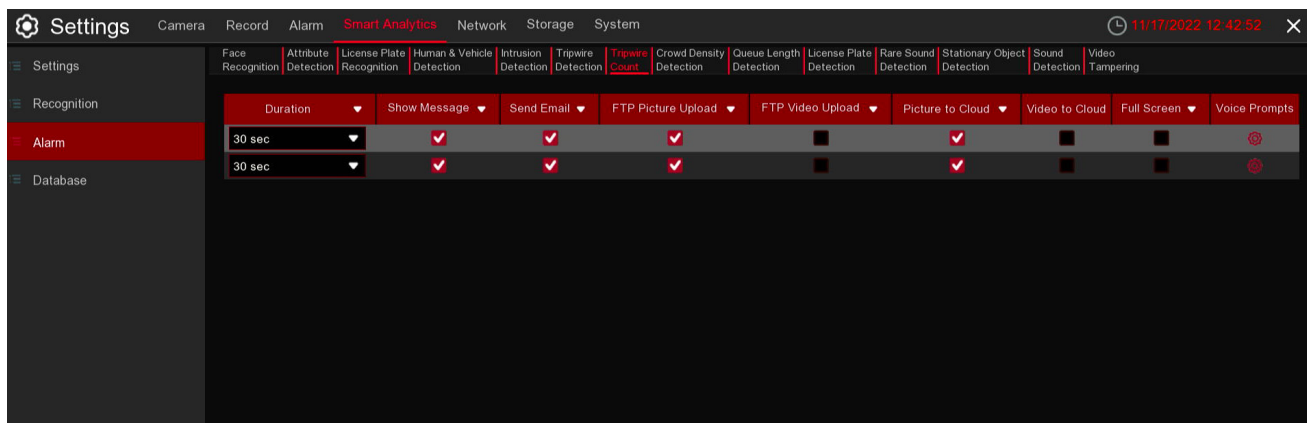 Settings Camera Record Alarm Smart Analytics Network Storage System 11/17/2022 12:42:52
Face Attribute License Plate Human & Vehicle Intrusion Tripwire Tripwire Crowd Density Queue Length License Plate Rare Sound Stationary Object Sound Video
Recognition Detection Recognition Detection Detection Detection Count Detection Detection Detection Detection Detection Detection Tampering
Settings
Recognition
Alarm
Database
Duration Show Message Send Email FTP Picture Upload FTP Video Upload Picture to Cloud Video to Cloud Full Screen Voice Prompts
30 sec
30 sec